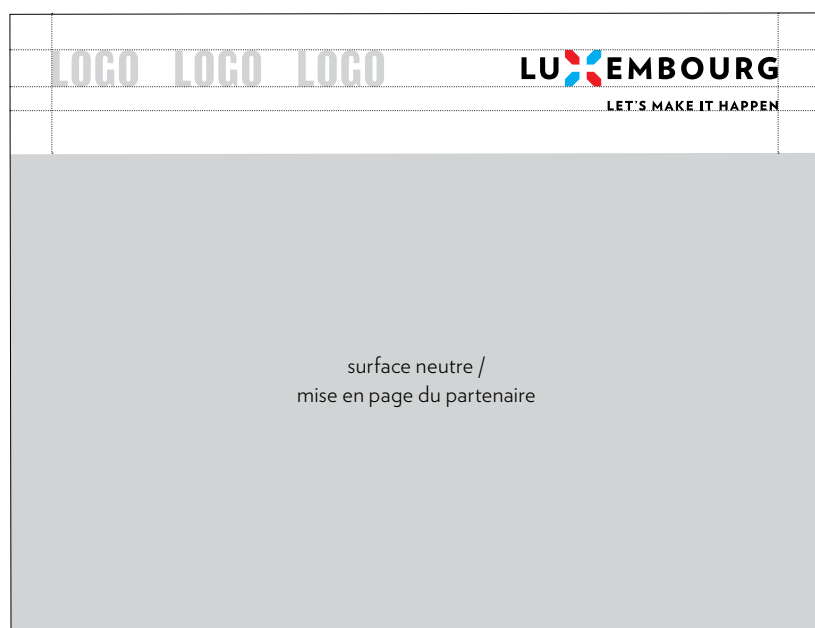 LOGO LOGO LOGO LUXEMBOURG
LET'S MAKE IT HAPPEN
surface neutre /
mise en page du partenaire